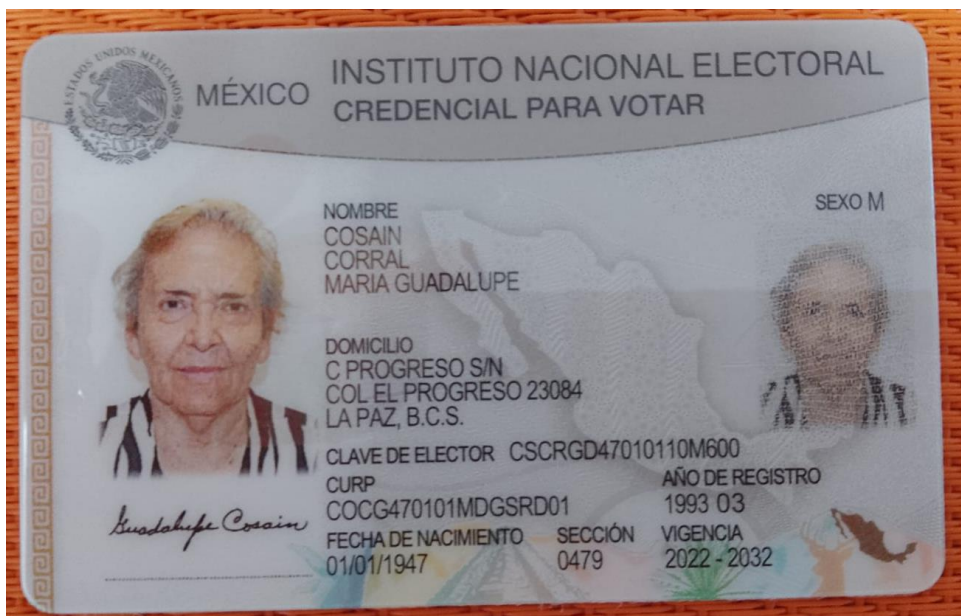 ESTADOS UNIDOS MEXICANOS
MÉXICO
INSTITUTO NACIONAL ELECTORAL
CREDENCIAL PARA VOTAR
SEXO M
NOMBRE
COSAIN
CORRAL
MARIA GUADALUPE
DOMICILIO
C PROGRESO S/N
COL EL PROGRESO 23084
LA PAZ, B.C.S.
CLAVE DE ELECTOR CSCRGD47010110M600
CURP
COCG470101MDGSRD01
AÑO DE REGISTRO
1993 03
FECHA DE NACIMIENTO
01/01/1947
SECCIÓN
0479
VIGENCIA
2022 - 2032
Guadalupe Cosain